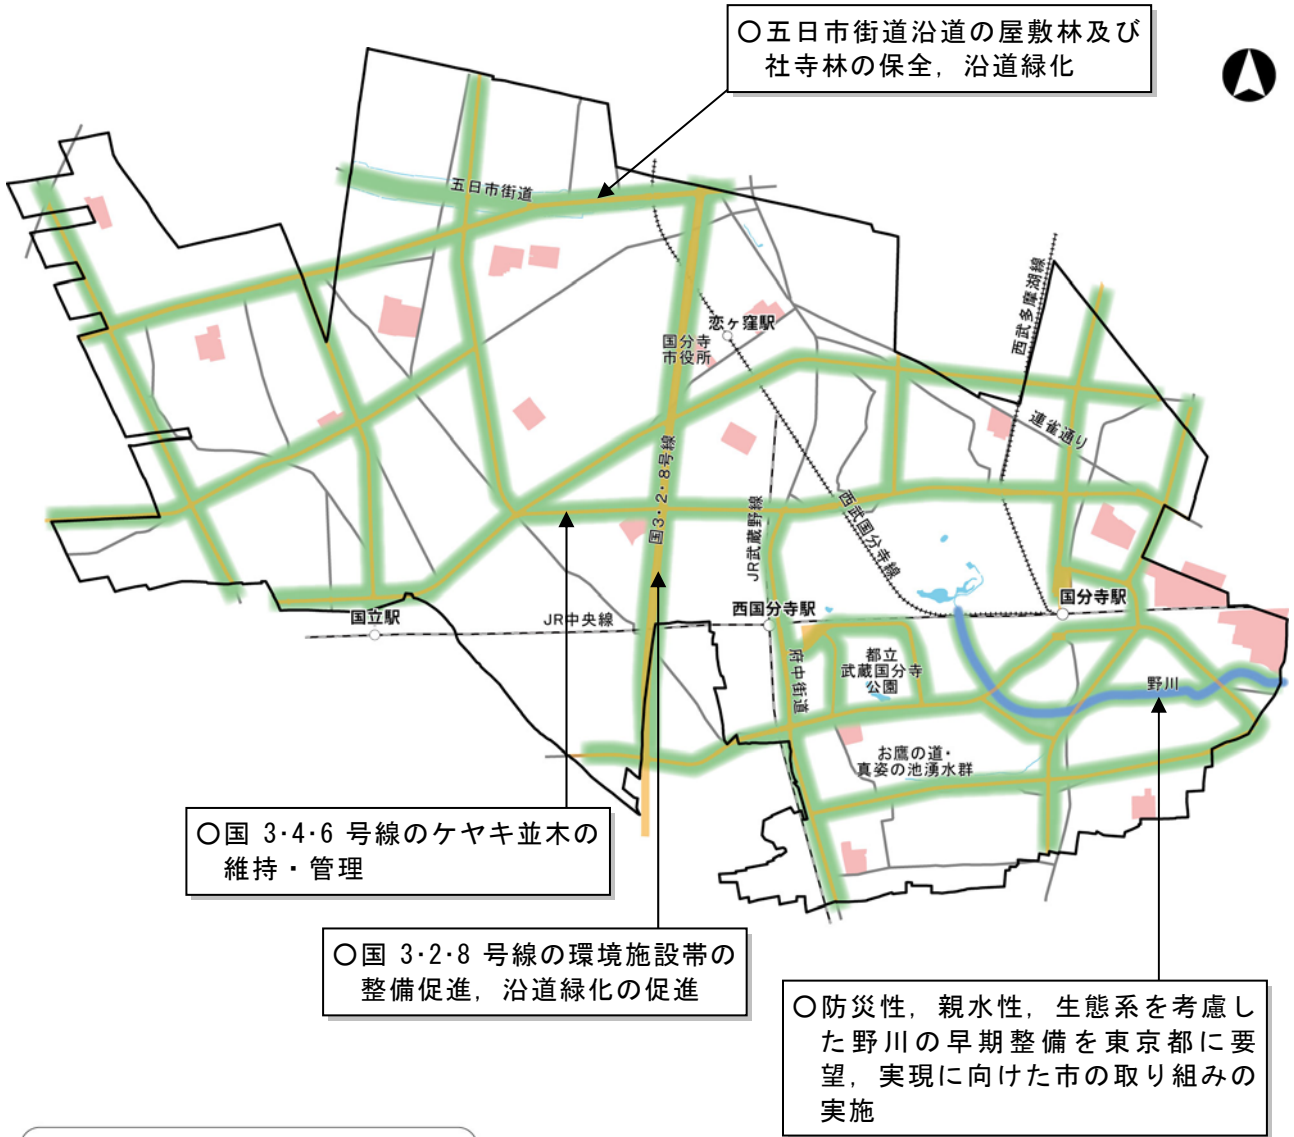 〇五日市街道沿道の屋敷林及び
社寺林の保全，沿道緑化
五日市街道
西武多摩湖線
恋ヶ窪駅
国分寺
市役所
連雀通り
国3・2・8号線
JR武蔵野線
西武国分寺線
国立駅
JR中央線
西国分寺駅
国分寺駅
府中街道
都立
武蔵国分寺
公園
野川
お鷹の道・
真姿の池湧水群
〇国 3･4･6 号線のケヤキ並木の
維持・管理
〇国 3･2･8 号線の環境施設帯の
整備促進，沿道緑化の促進
〇防災性，親水性，生態系を考慮し
た野川の早期整備を東京都に要
望，実現に向けた市の取り組みの
実施